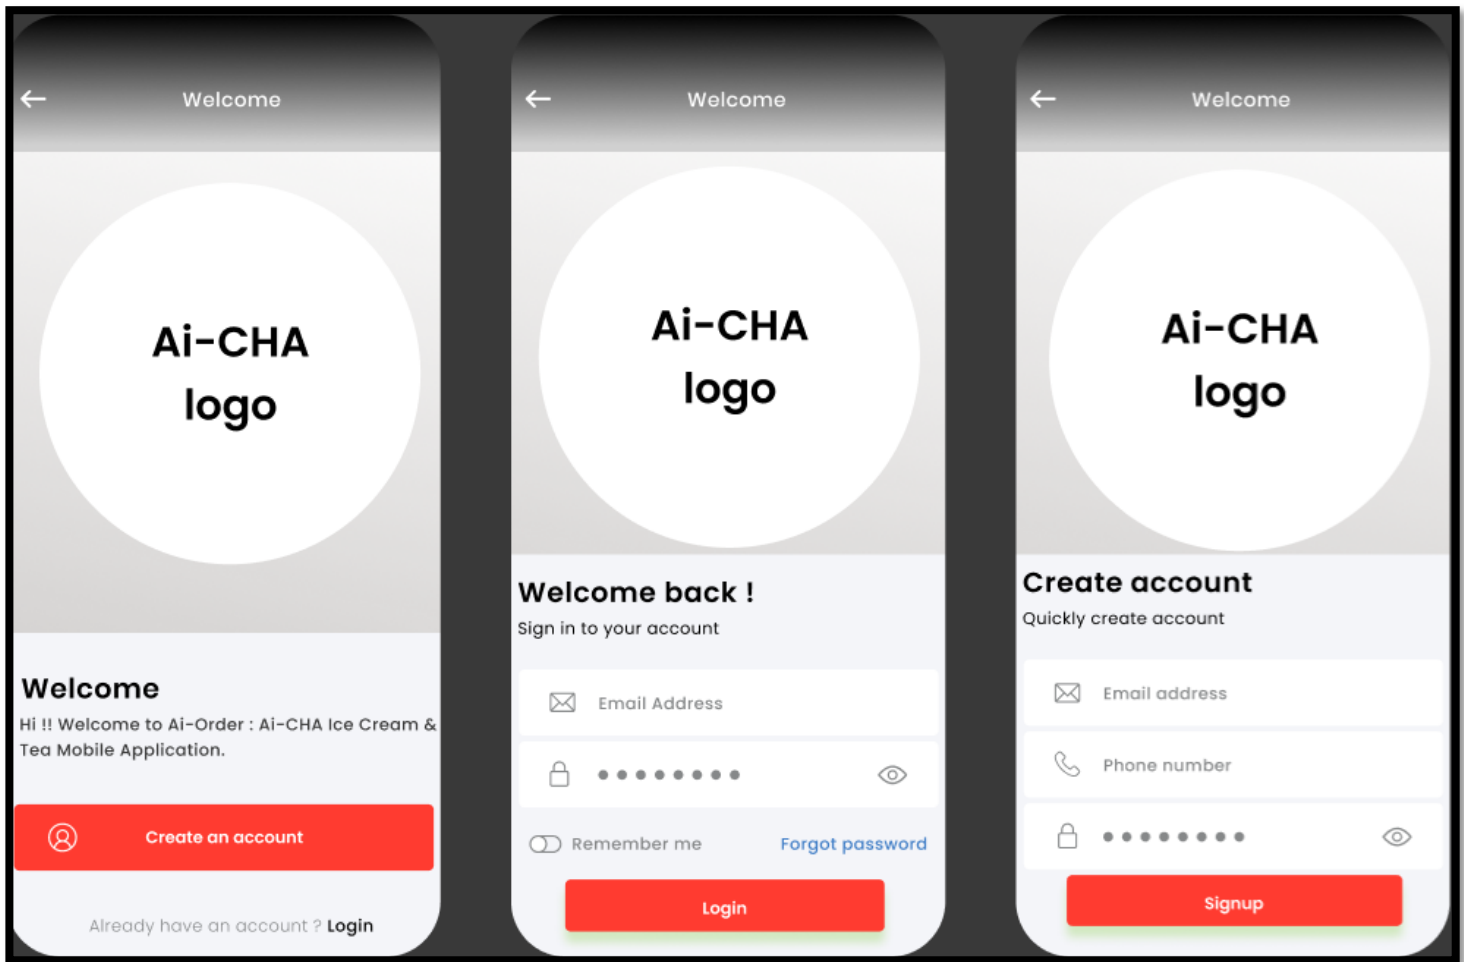 Welcome
Ai-CHA
logo
Welcome
Hi !! Welcome to Ai-Order : Ai-CHA Ice Cream &
Tea Mobile Application.
Create an account
Already have an account ? Login
Welcome
Ai-CHA
logo
Welcome back !
Sign in to your account
Email Address
Remember me
Forgot password
Login
Welcome
Ai-CHA
logo
Create account
Quickly create account
Email address
Phone number
Signup